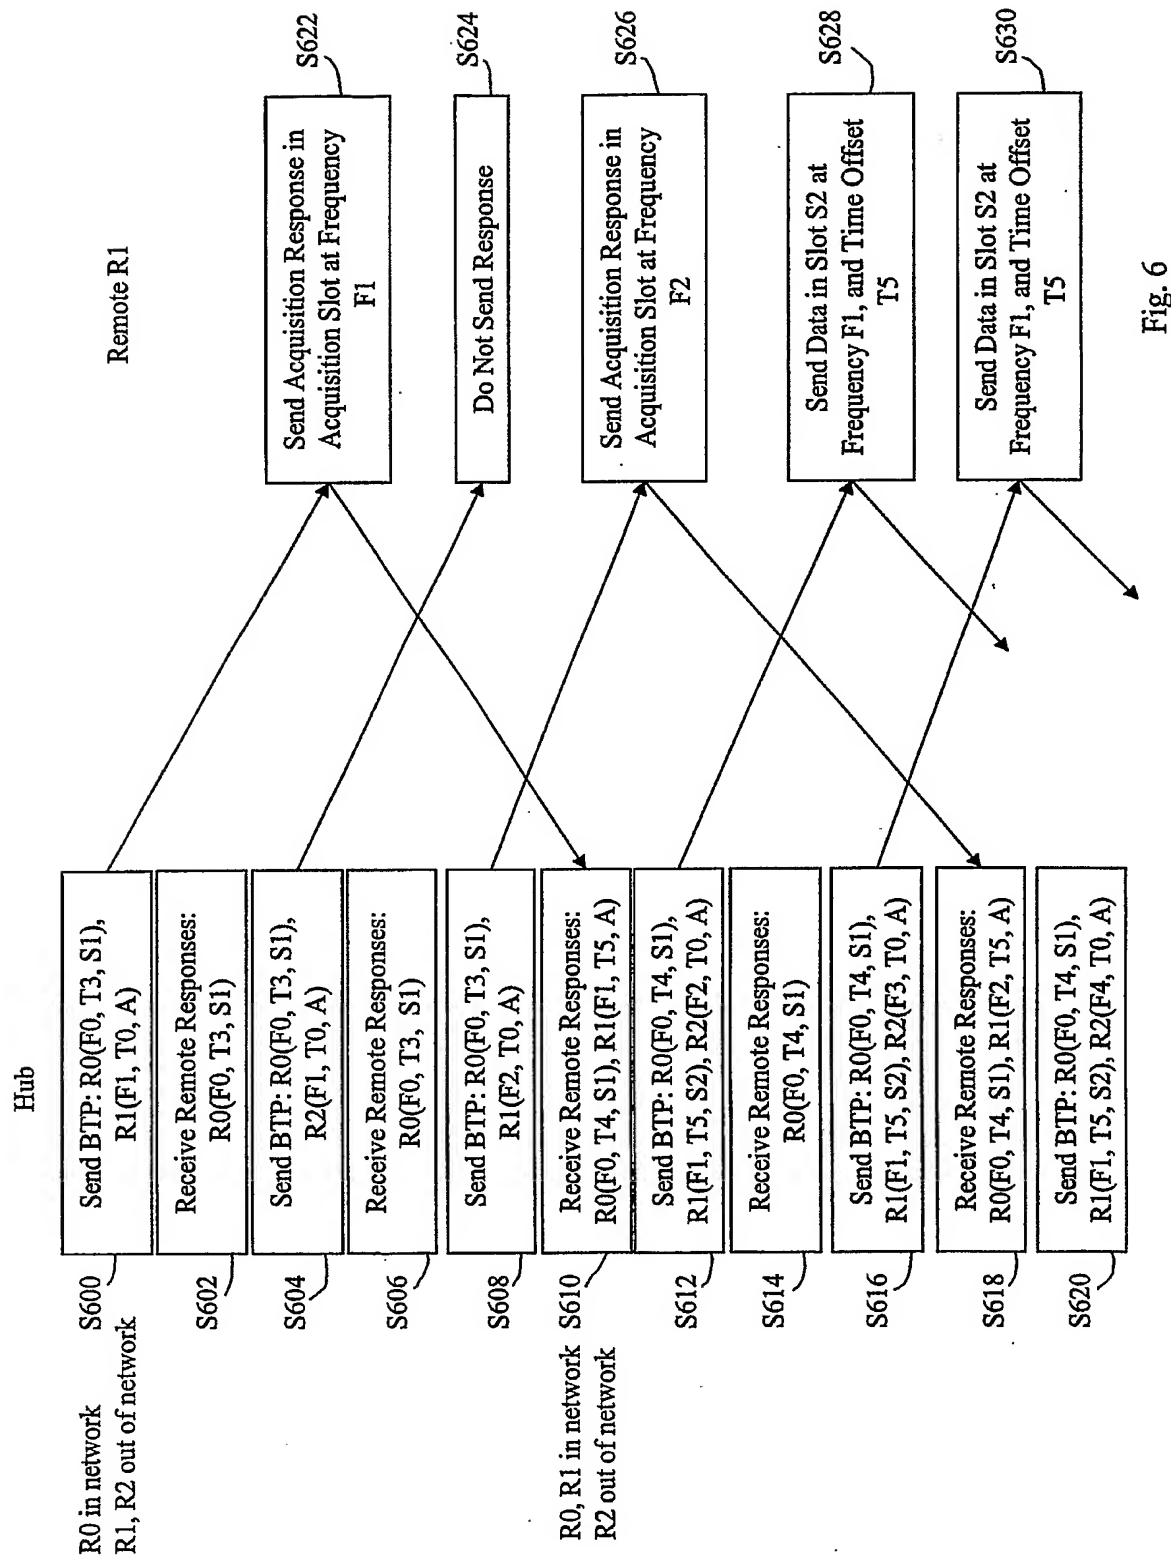 Hub
Remote R1
R0 in network
R1, R2 out of network
S600
Send BTP: R0(F0, T3, S1),
R1(F1, T0, A)
S602
Receive Remote Responses:
R0(F0, T3, S1)
S604
Send BTP: R0(F0, T3, S1),
R2(F1, T0, A)
S606
Receive Remote Responses:
R0(F0, T3, S1)
S608
Send BTP: R0(F0, T3, S1),
R1(F2, T0, A)
R0, R1 in network
R2 out of network
S610
Receive Remote Responses:
R0(F0, T4, S1), R1(F1, T5, A)
S612
Send BTP: R0(F0, T4, S1),
R1(F1, T5, S2), R2(F2, T0, A)
S614
Receive Remote Responses:
R0(F0, T4, S1)
S616
Send BTP: R0(F0, T4, S1),
R1(F1, T5, S2), R2(F3, T0, A)
S618
Receive Remote Responses:
R0(F0, T4, S1), R1(F2, T5, A)
S620
Send BTP: R0(F0, T4, S1),
R1(F1, T5, S2), R2(F4, T0, A)
Send Acquisition Response in
Acquisition Slot at Frequency
F1
S622
Do Not Send Response
S624
Send Acquisition Response in
Acquisition Slot at Frequency
F2
S626
Send Data in Slot S2 at
Frequency F1, and Time Offset
T5
S628
Send Data in Slot S2 at
Frequency F1, and Time Offset
T5
S630
Fig. 6